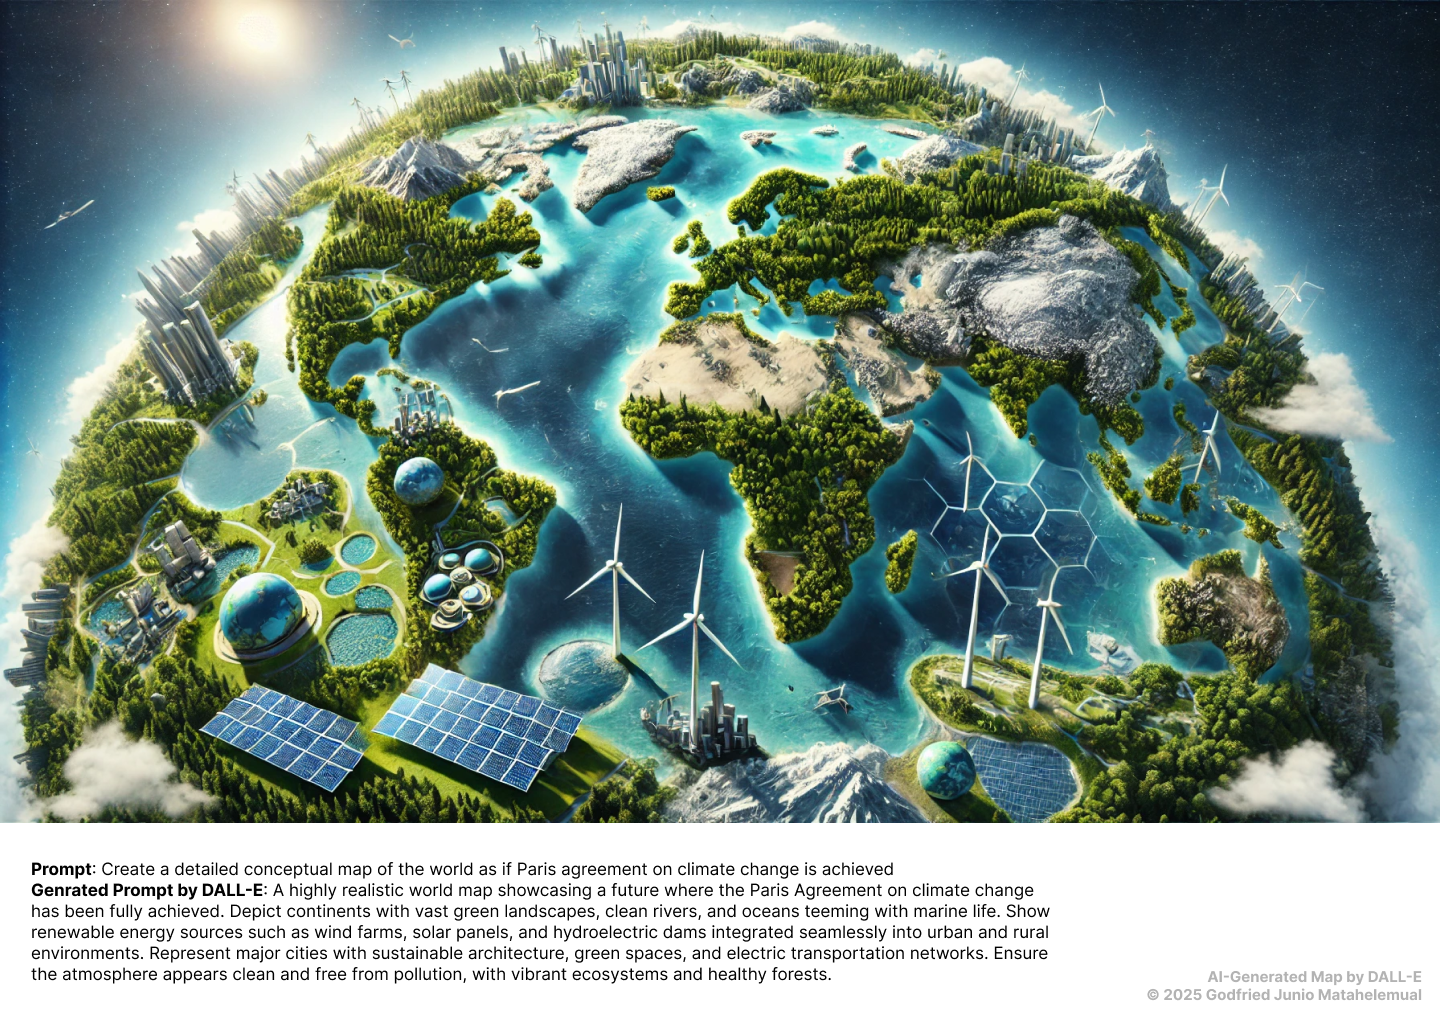 Prompt: Create a detailed conceptual map of the world as if Paris agreement on climate change is achieved
Genrated Prompt by DALL-E: A highly realistic world map showcasing a future where the Paris Agreement on climate change
has been fully achieved. Depict continents with vast green landscapes, clean rivers, and oceans teeming with marine life. Show
renewable energy sources such as wind farms, solar panels, and hydroelectric dams integrated seamlessly into urban and rural
environments. Represent major cities with sustainable architecture, green spaces, and electric transportation networks. Ensure
the atmosphere appears clean and free from pollution, with vibrant ecosystems and healthy forests.
AI-Generated Map by DALL-E
© 2025 Godfried Junio Matahelemual